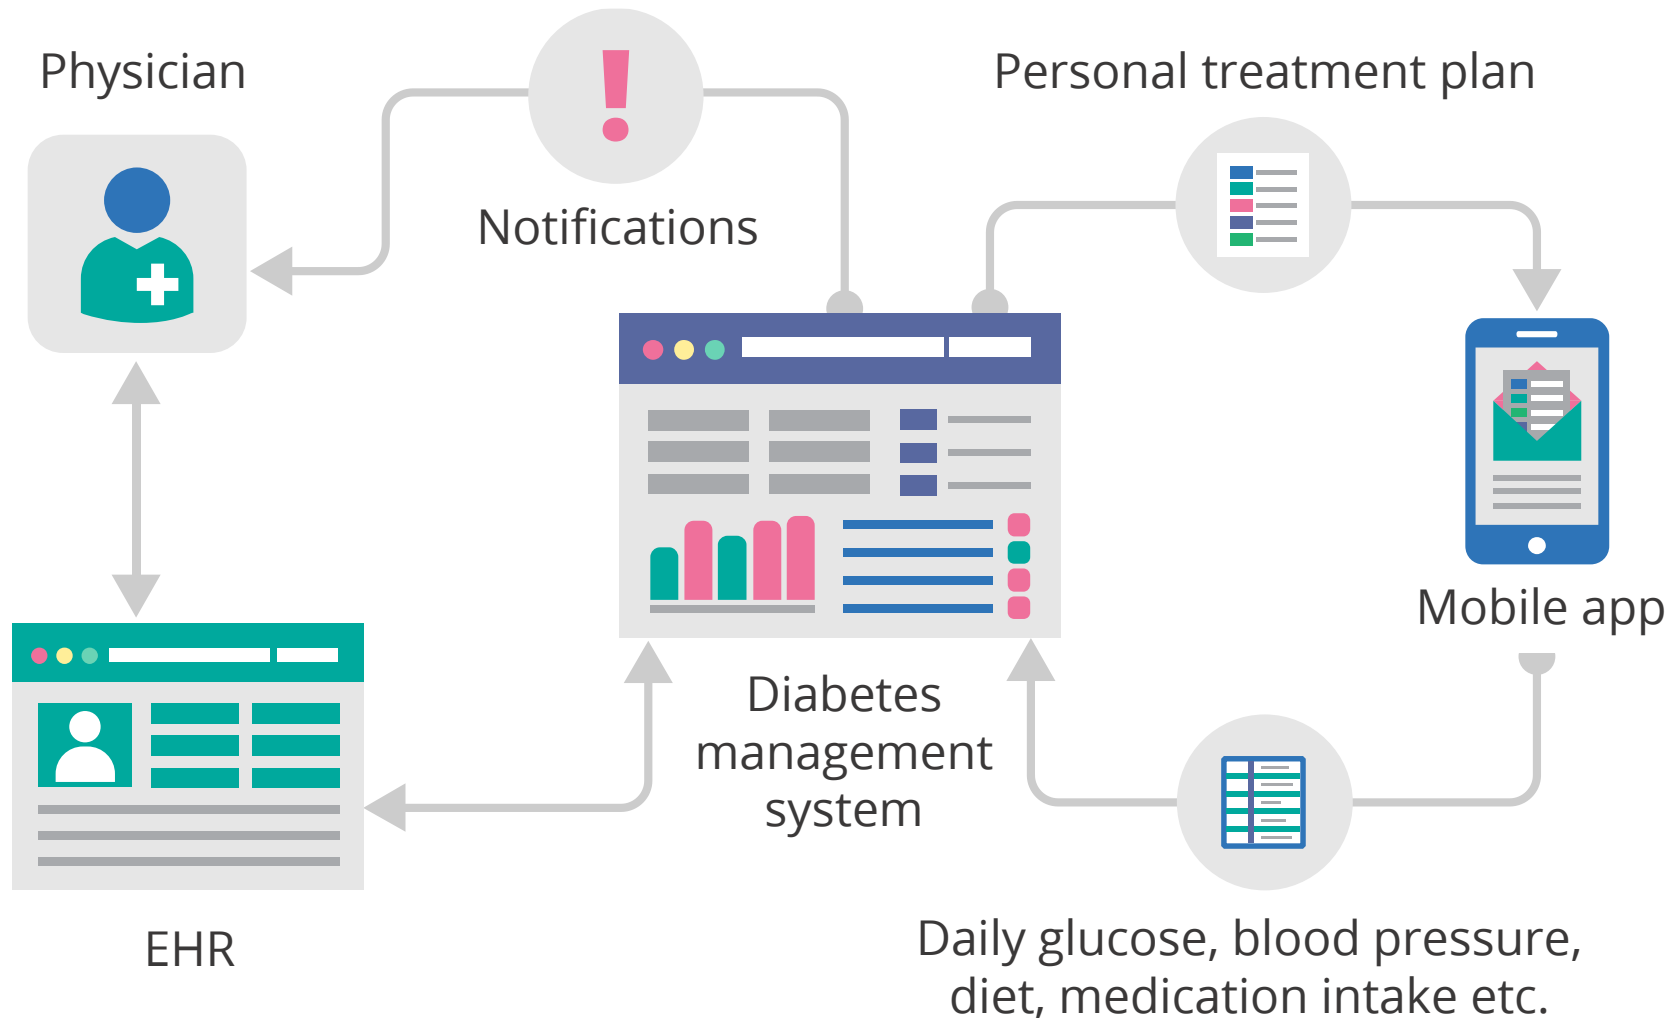 Physician
Notifications
Personal treatment plan
Mobile app
Diabetes
management
system
EHR
Daily glucose, blood pressure,
diet, medication intake etc.